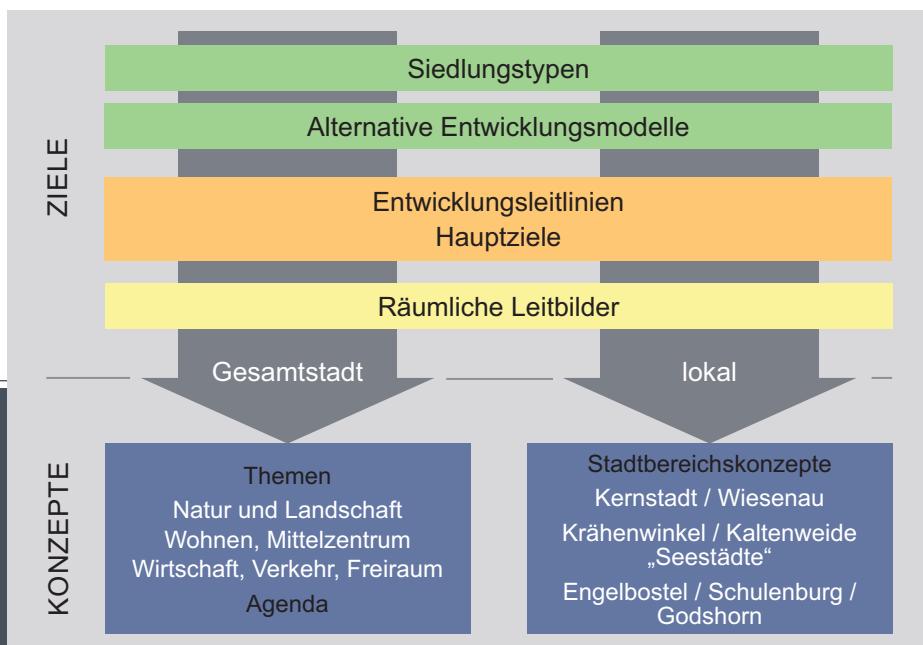 ZIELE
Siedlungstypen
Alternative Entwicklungsmodelle
Entwicklungsleitlinien
Hauptziele
Räumliche Leitbilder
Gesamtstadt
lokal
KONZEPTE
Themen
Natur und Landschaft
Wohnen, Mittelzentrum
Wirtschaft, Verkehr, Freiraum
Agenda
Stadtbereichskonzepte
Kernstadt / Wiesenau
Krähenwinkel / Kaltenweide
„Seestädte“
Engelbostel / Schulenburg /
Godshorn